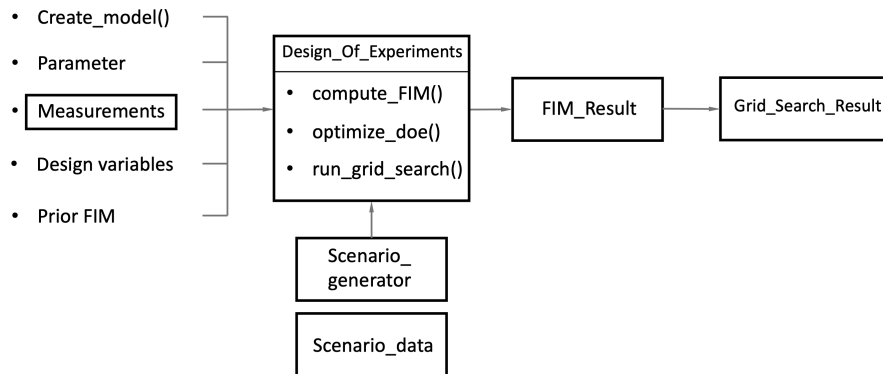 • Create_model()
• Parameter
• Measurements
• Design variables
• Prior FIM
Design_Of_Experiments
• compute_FIM()
• optimize_doe()
• run_grid_search()
FIM_Result
Grid_Search_Result
Scenario_
generator
Scenario_data